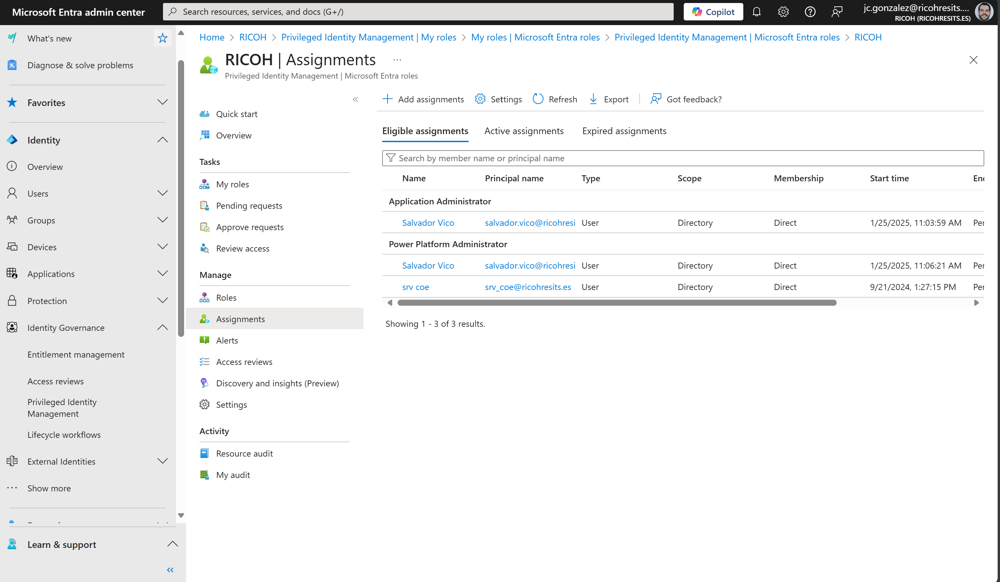 Microsoft Entra admin center
Search resources, services, and docs (G+/)
Copilot
jc.gonzalez@ricohresits....
RICOH (RICOHRESITS.ES)
What's new
Diagnose & solve problems
Favorites
Identity
Overview
Users
Groups
Devices
Applications
Protection
Identity Governance
Entitlement management
Access reviews
Privileged Identity
Management
Lifecycle workflows
External Identities
Show more
Learn & support
Home > RICOH > Privileged Identity Management | My roles > My roles | Microsoft Entra roles > Privileged Identity Management | Microsoft Entra roles > RICOH
RICOH | Assignments ...
Privileged Identity Management | Microsoft Entra roles
Quick start
Overview
Tasks
My roles
Pending requests
Approve requests
Review access
Manage
Roles
Assignments
Alerts
Access reviews
Discovery and insights (Preview)
Settings
Activity
Resource audit
My audit
Add assignments Settings Refresh Export Got feedback?
Eligible assignments Active assignments Expired assignments
Search by member name or principal name
Name Principal name Type Scope Membership Start time
Application Administrator
Salvador Vico salvador.vico@ricohresi User Directory Direct 1/25/2025, 11:03:59 AM
Power Platform Administrator
Salvador Vico salvador.vico@ricohresi User Directory Direct 1/25/2025, 11:06:21 AM
srv coe srv_coe@ricohresits.es User Directory Direct 9/21/2024, 1:27:15 PM
Showing 1 - 3 of 3 results.